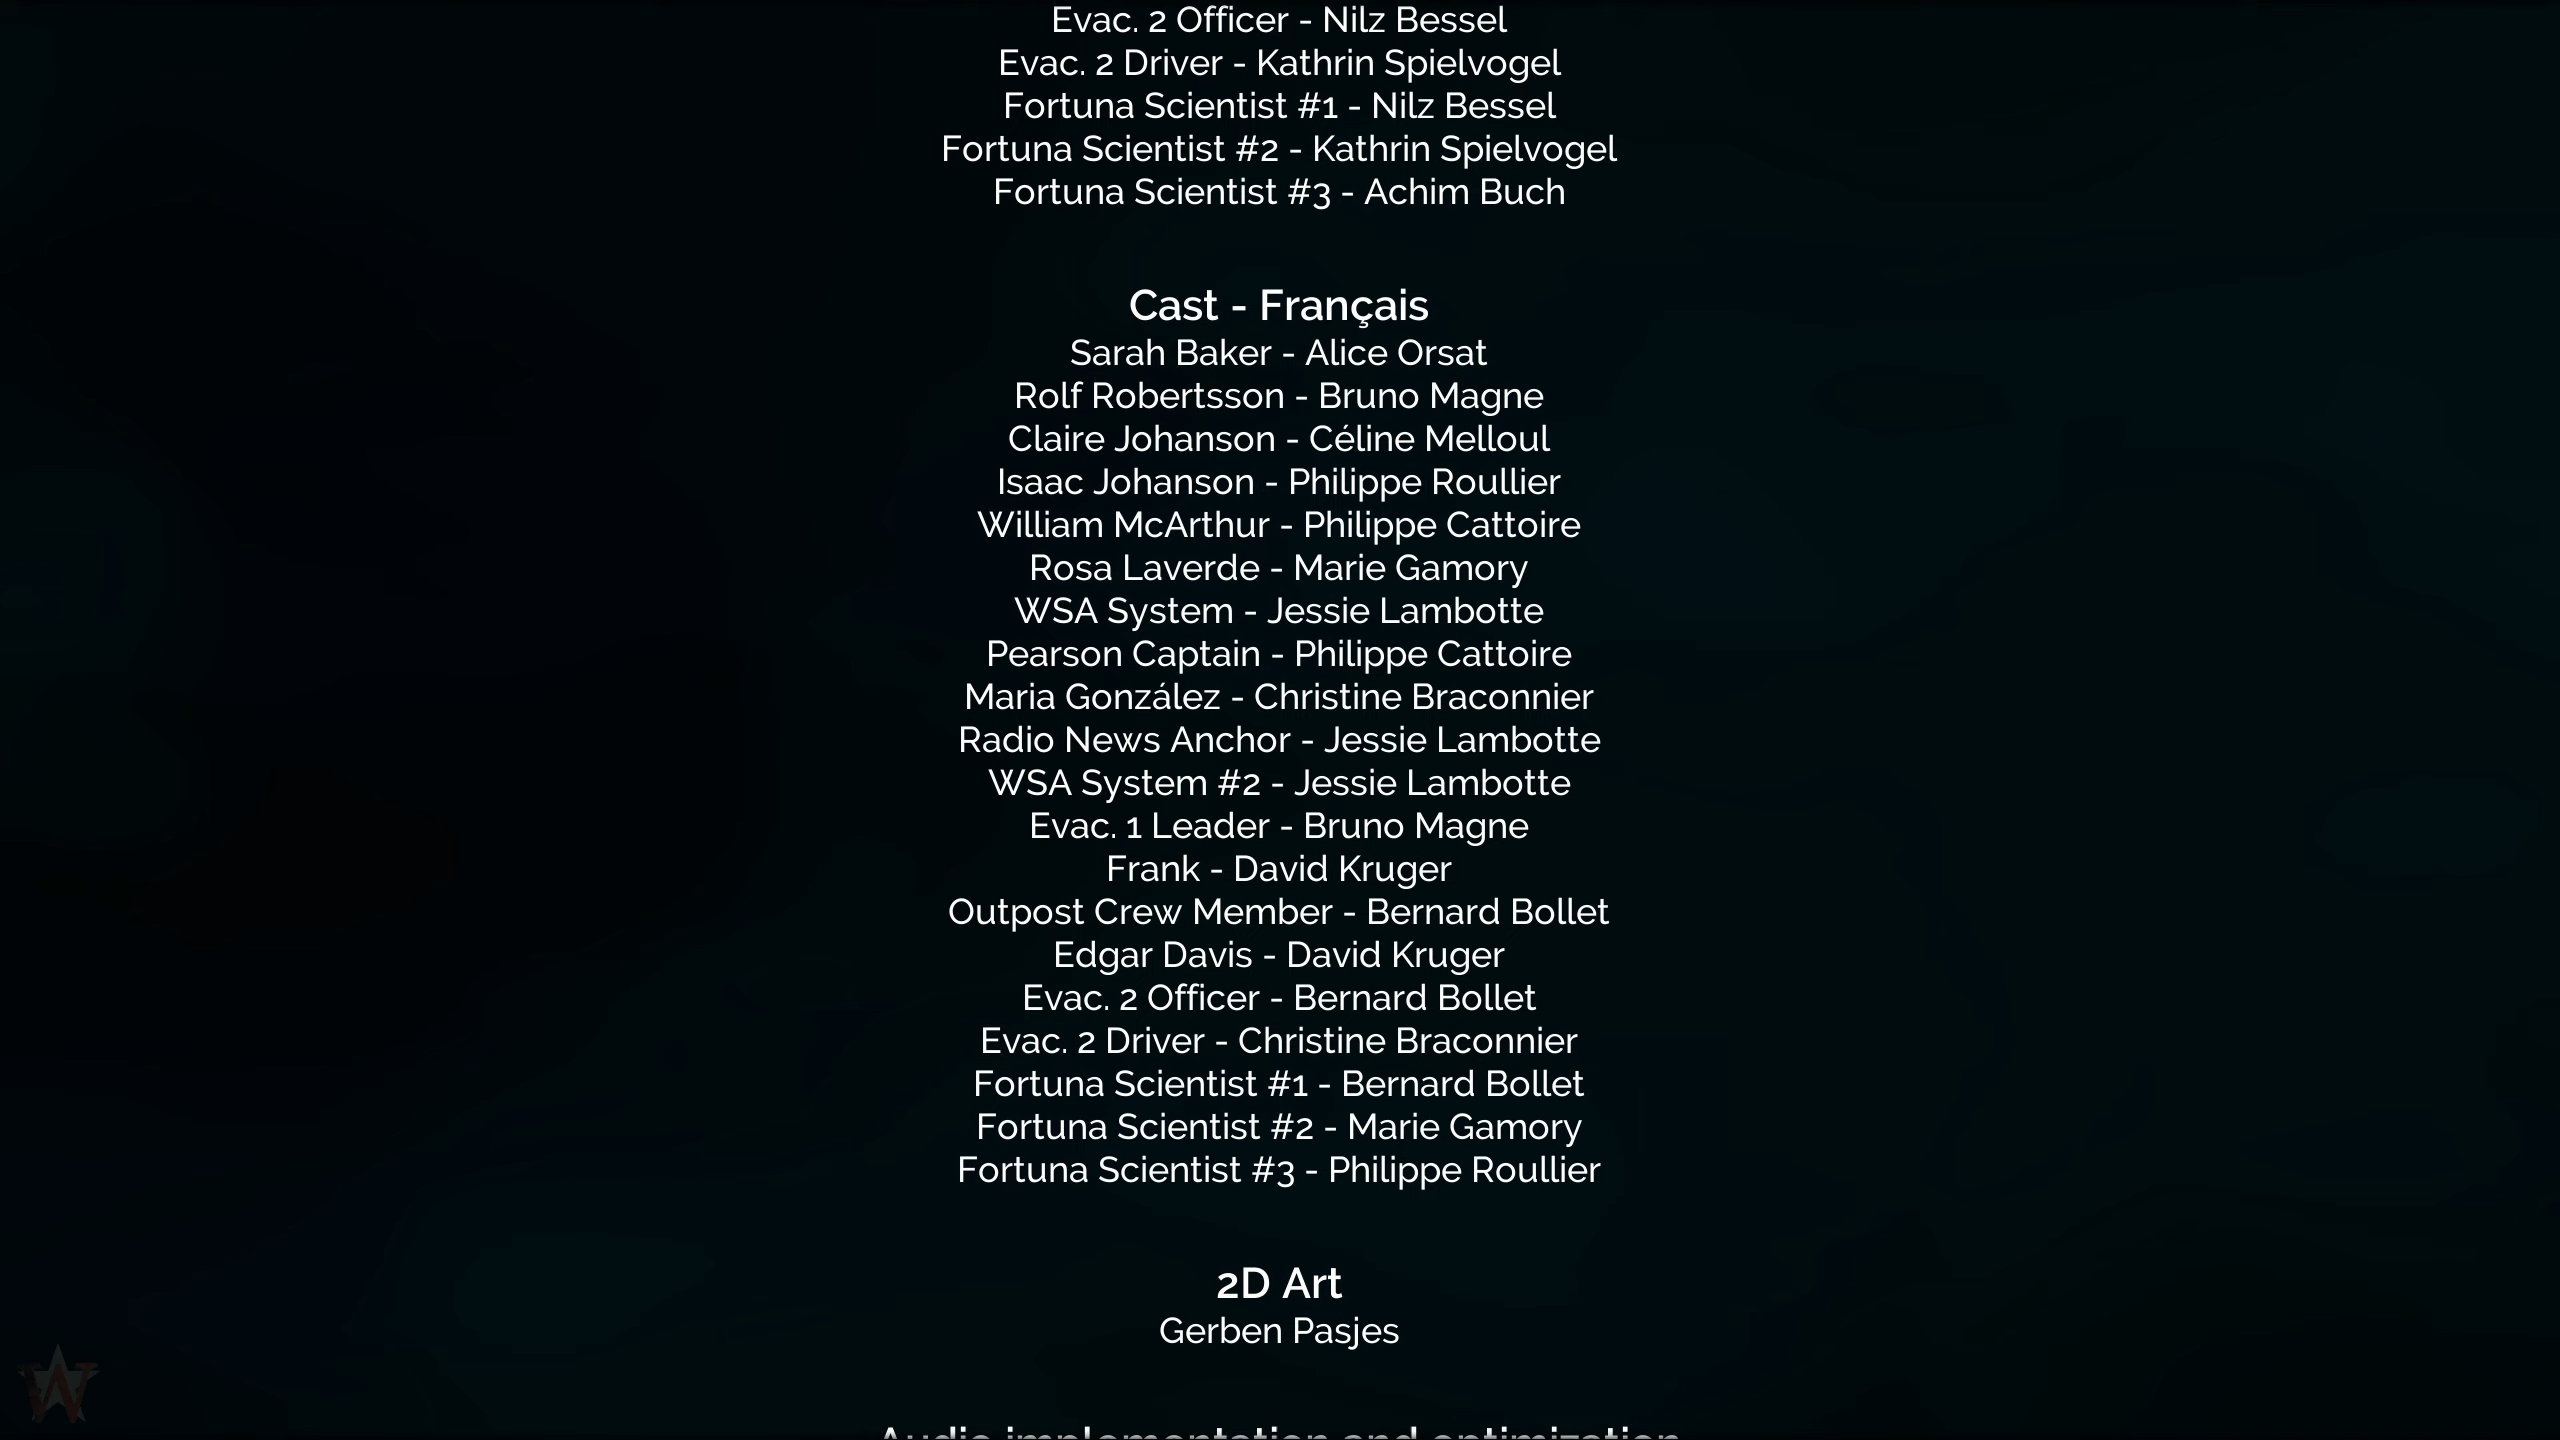 Evac. 2 Officer - Nilz Bessel
Evac. 2 Driver - Kathrin Spielvogel
Fortuna Scientist #1 - Nilz Bessel
Fortuna Scientist #2 - Kathrin Spielvogel
Fortuna Scientist #3 - Achim Buch
Cast - Français
Sarah Baker - Alice Orsat
Rolf Robertsson - Bruno Magne
Claire Johanson - Céline Melloul
Isaac Johanson - Philippe Roullier
William McArthur - Philippe Cattoire
Rosa Laverde - Marie Gamory
WSA System - Jessie Lambotte
Pearson Captain - Philippe Cattoire
Maria González - Christine Braconnier
Radio News Anchor - Jessie Lambotte
WSA System #2 - Jessie Lambotte
Evac. 1 Leader - Bruno Magne
Frank - David Kruger
Outpost Crew Member - Bernard Bollet
Edgar Davis - David Kruger
Evac. 2 Officer - Bernard Bollet
Evac. 2 Driver - Christine Braconnier
Fortuna Scientist #1 - Bernard Bollet
Fortuna Scientist #2 - Marie Gamory
Fortuna Scientist #3 - Philippe Roullier
2D Art
Gerben Pasjes
W
Audio implementation and optimization